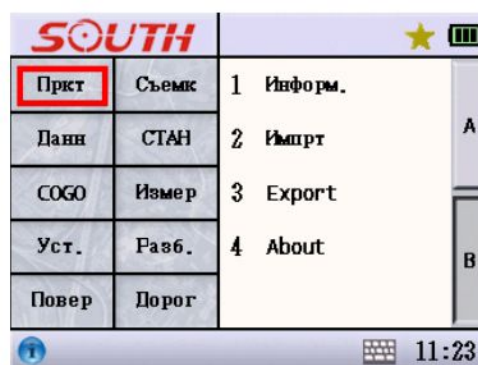 SOUTH
Пркт Съемк 1 Информ.
Данн СТАН 2 Импрт A
COGO Измер 3 Export
Уст. Разб. 4 About B
Повер Дорог
11:23